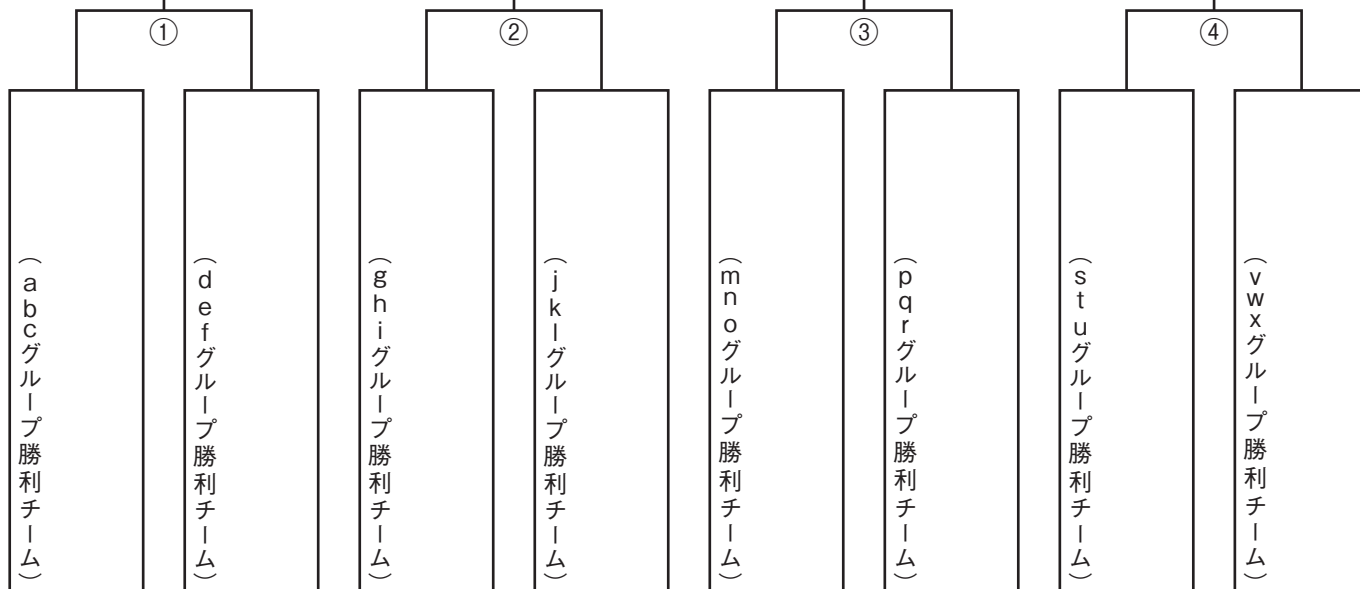 ①
②
③
④
(abcグループ勝利チーム)
(defグループ勝利チーム)
(ghiグループ勝利チーム)
(jklグループ勝利チーム)
(mnoグループ勝利チーム)
(pqrグループ勝利チーム)
(stuグループ勝利チーム)
(vwxグループ勝利チーム)